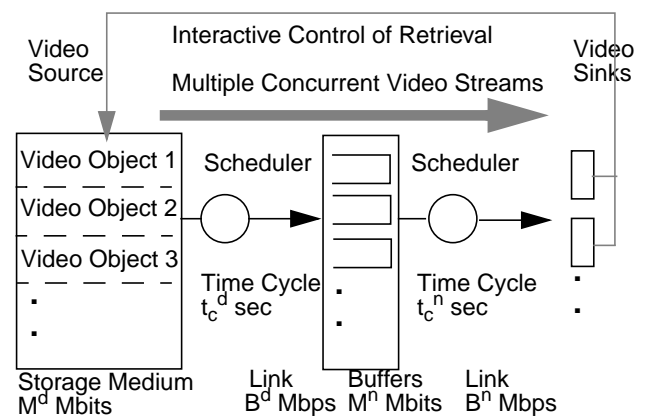 Video Source
Interactive Control of Retrieval
Multiple Concurrent Video Streams
Video Sinks
Video Object 1
Video Object 2
Video Object 3
Scheduler
Scheduler
Time Cycle
t_c^d sec
Time Cycle
t_c^n sec
Storage Medium
M^d Mbits
Link
B^d Mbps
Buffers
M^n Mbits
Link
B^n Mbps